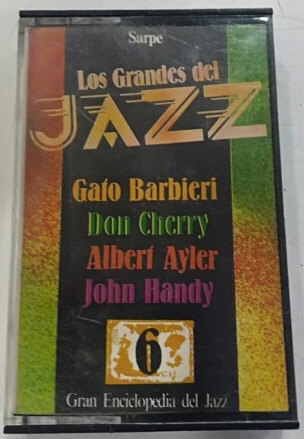 Sarpe
Los Grandes del
JAZZ
Gato Barbieri
Don Cherry
Albert Ayler
John Handy
6
Gran Enciclopedia del Jazz